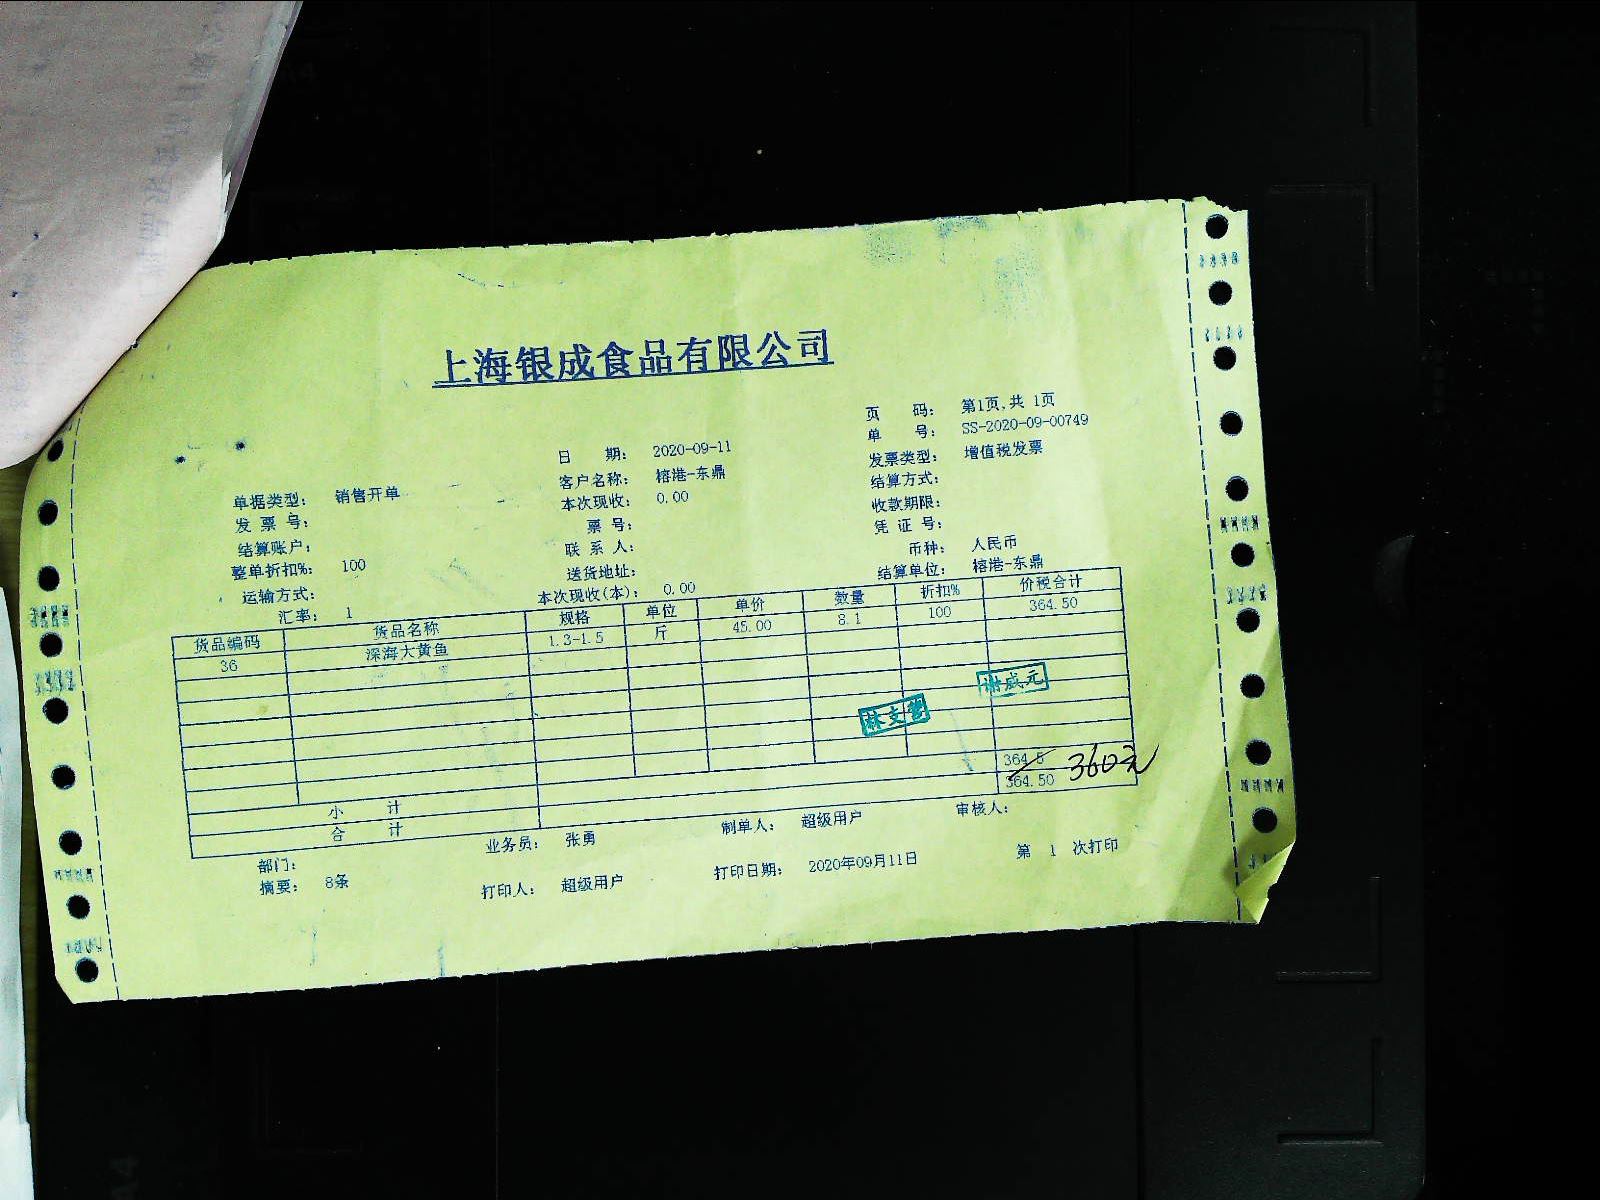 上海银成食品有限公司
页 码: 第1页,共 1页
日 期: 2020-09-11 单 号: SS-2020-09-00749
单据类型: 销售开单 客户名称: 榕港-东鼎 发票类型: 增值税发票
发 票 号: 本次现收: 0.00 结算方式:
结算账户: 票 号: 收款期限:
整单折扣%: 100 联 系 人: 凭 证 号:
运输方式: 送货地址: 币种: 人民币
汇率: 1 本次现收(本): 0.00 结算单位: 榕港-东鼎
货品编码 货品名称 规格 单位 单价 数量 折扣% 价税合计
36 深海大黄鱼 1.3-1.5 斤 45.00 8.1 100 364.50
小 计 364.5
合 计 364.50 360元
部门: 业务员: 张勇 制单人: 超级用户 审核人:
摘要: 8条 打印人: 超级用户 打印日期: 2020年09月11日 第 1 次打印